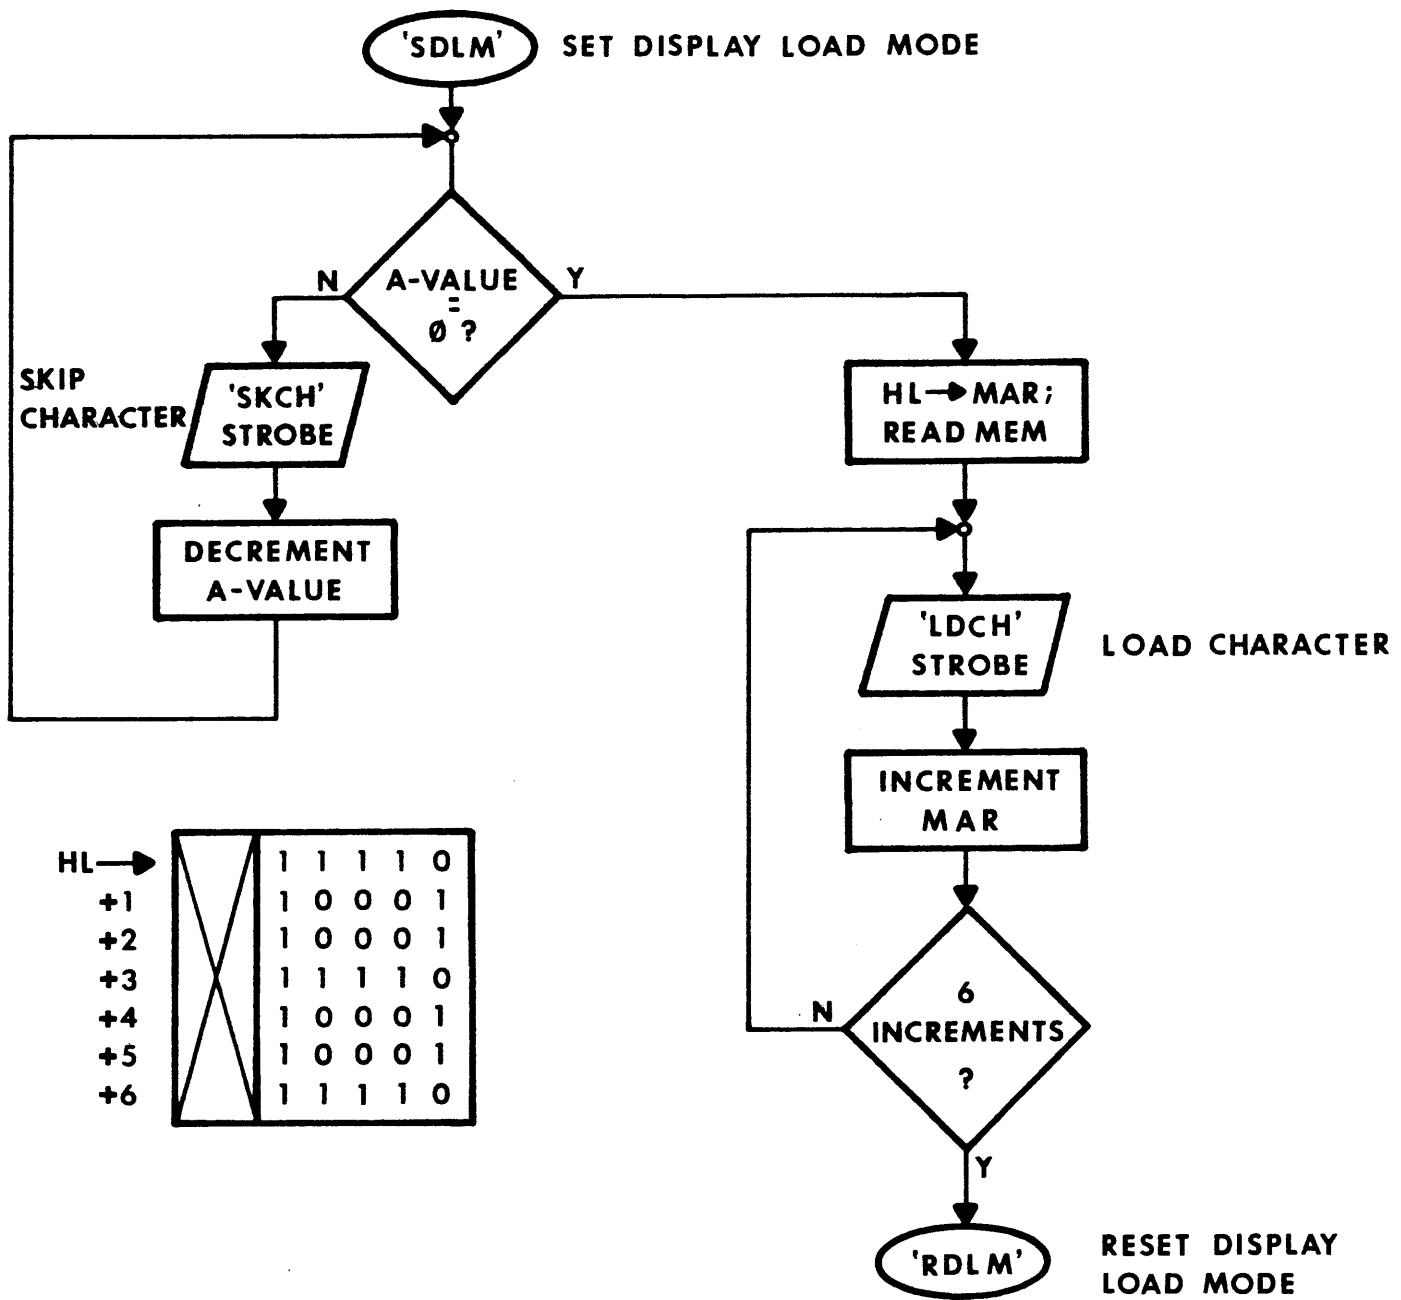 'SDLM' SET DISPLAY LOAD MODE
A-VALUE
=
Ø ?
N
Y
SKIP
CHARACTER
'SKCH'
STROBE
DECREMENT
A-VALUE
HL→MAR;
READ MEM
'LDCH'
STROBE
LOAD CHARACTER
INCREMENT
MAR
6
INCREMENTS
?
N
Y
'RDLM'
RESET DISPLAY
LOAD MODE
HL→ 1 1 1 1 0
+1 1 0 0 0 1
+2 1 0 0 0 1
+3 1 1 1 1 0
+4 1 0 0 0 1
+5 1 0 0 0 1
+6 1 1 1 1 0